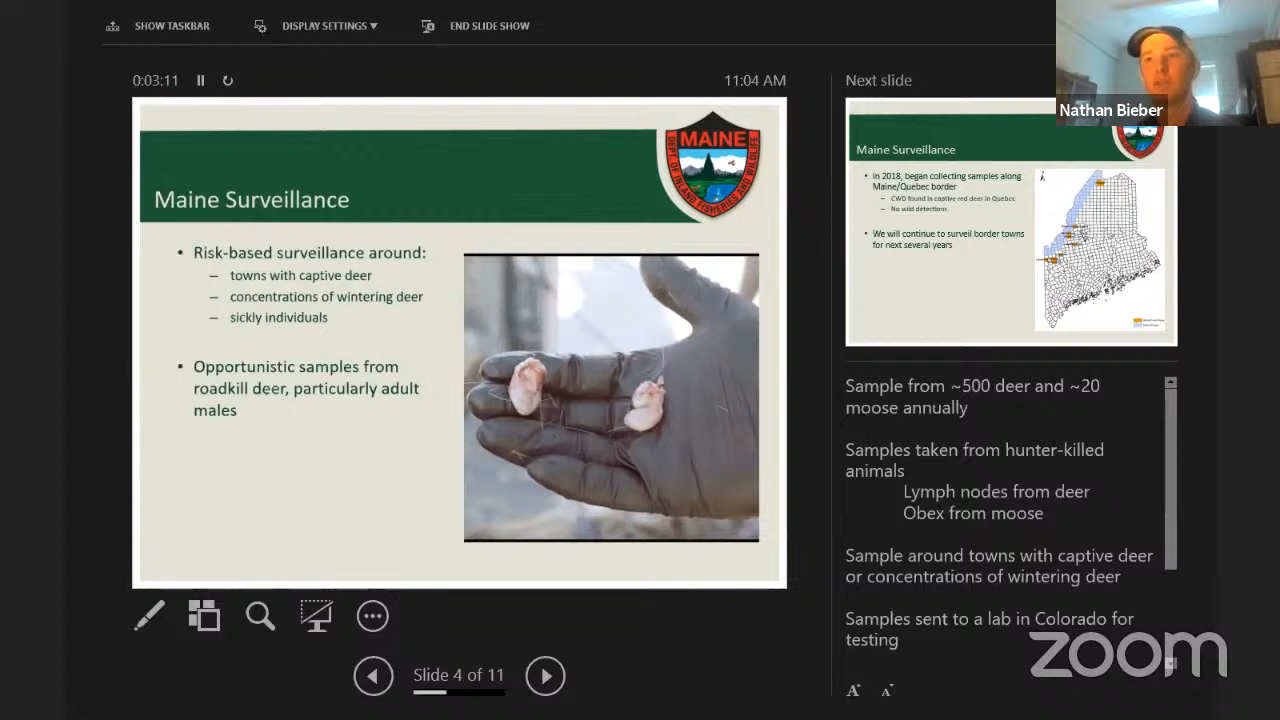 SHOW TASKBAR
DISPLAY SETTINGS
END SLIDE SHOW
0:03:11
11:04 AM
Next slide
Nathan Bieber
MAINE
DEPT. OF INLAND FISHERIES AND WILDLIFE
Maine Surveillance
• Risk-based surveillance around:
– towns with captive deer
– concentrations of wintering deer
– sickly individuals
• Opportunistic samples from
roadkill deer, particularly adult
males
Maine Surveillance
• In 2018, began collecting samples along
Maine/Quebec border
– CWD found in captive red deer in Quebec
– No wild detections
• We will continue to surveil border towns
for next several years
Sample from ~500 deer and ~20
moose annually
Samples taken from hunter-killed
animals
Lymph nodes from deer
Obex from moose
Sample around towns with captive deer
or concentrations of wintering deer
Samples sent to a lab in Colorado for
testing
zoom
Slide 4 of 11
A A